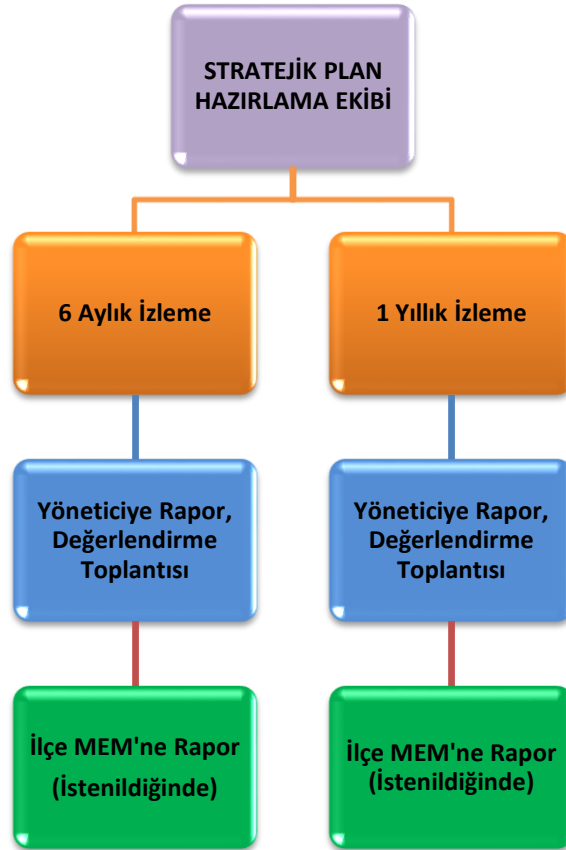 STRATEJİK PLAN
HAZIRLAMA EKİBİ
6 Aylık İzleme
1 Yıllık İzleme
Yöneticiye Rapor,
Değerlendirme
Toplantısı
Yöneticiye Rapor,
Değerlendirme
Toplantısı
İlçe MEM'ne Rapor
(İstenildiğinde)
İlçe MEM'ne Rapor
(İstenildiğinde)